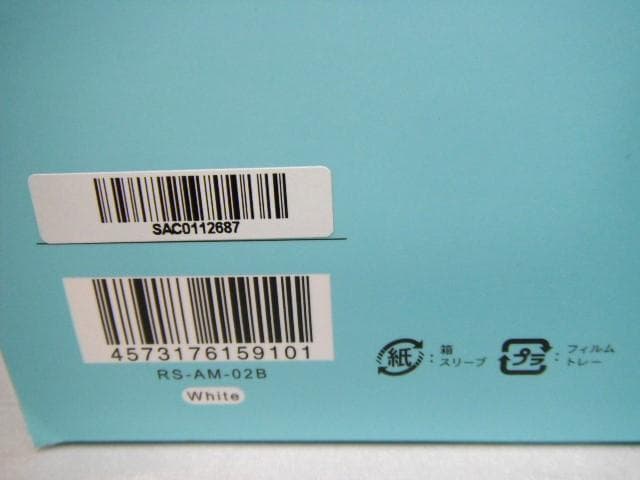 SAC0112687
4573176159101
RS-AM-02B
White
紙 : 箱
スリーブ
プラ : フィルム
トレー